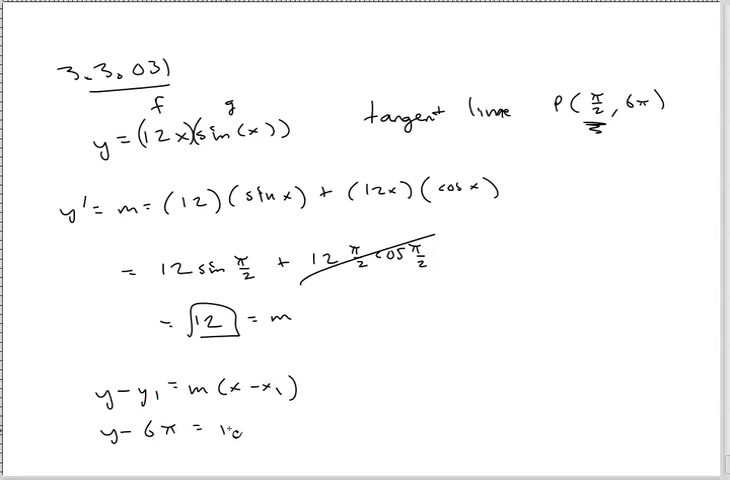 3.3.031
f g
y = (12x)(sin(x)) tangent line P(π/2, 6π)
y' = m = (12)(sin x) + (12x)(cos x)
= 12 sin π/2 + 12 π/2 cos π/2
= 12 = m
y - y₁ = m(x - x₁)
y - 6π = 1